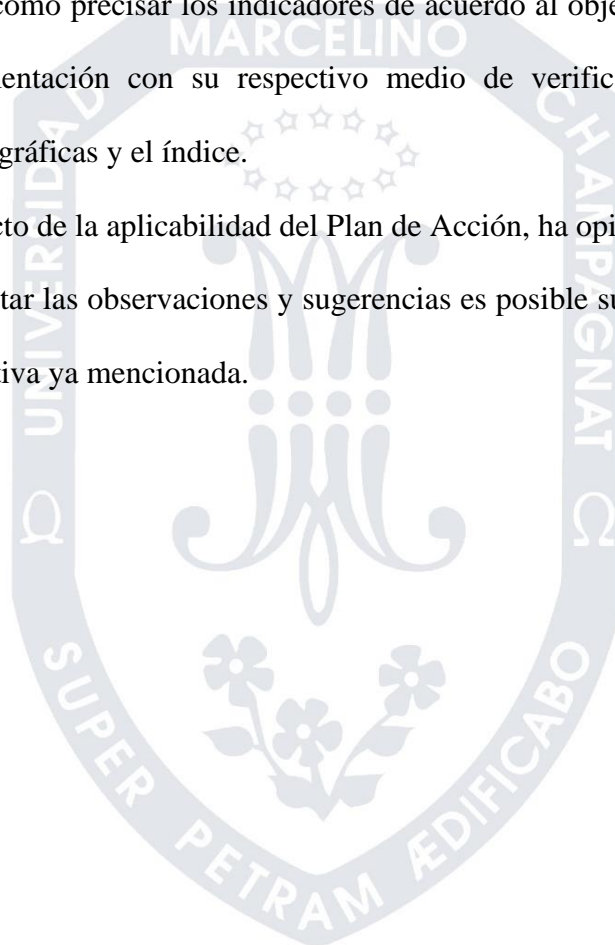 como precisar los indicadores de acuerdo al obje
entación con su respectivo medio de verific
gráficas y el índice.
cto de la aplicabilidad del Plan de Acción, ha opi
tar las observaciones y sugerencias es posible su
tiva ya mencionada.
UNIVERSIDAD
MARCELINO
CHAMPAGNAT
Ω
Ω
SUPER PETRAM ÆDIFICABO